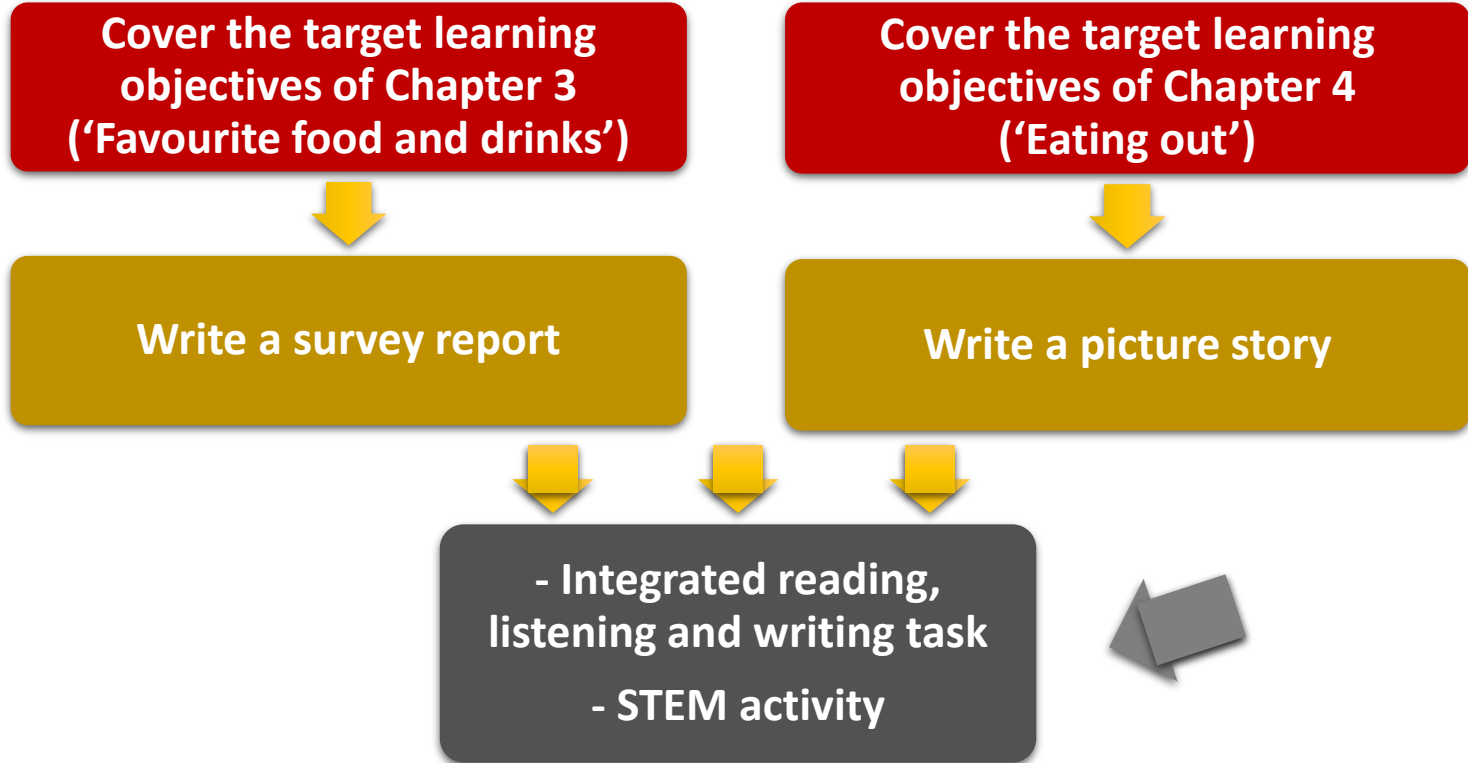 Cover the target learning
objectives of Chapter 3
(‘Favourite food and drinks’)
Cover the target learning
objectives of Chapter 4
(‘Eating out’)
Write a survey report
Write a picture story
- Integrated reading,
listening and writing task
- STEM activity